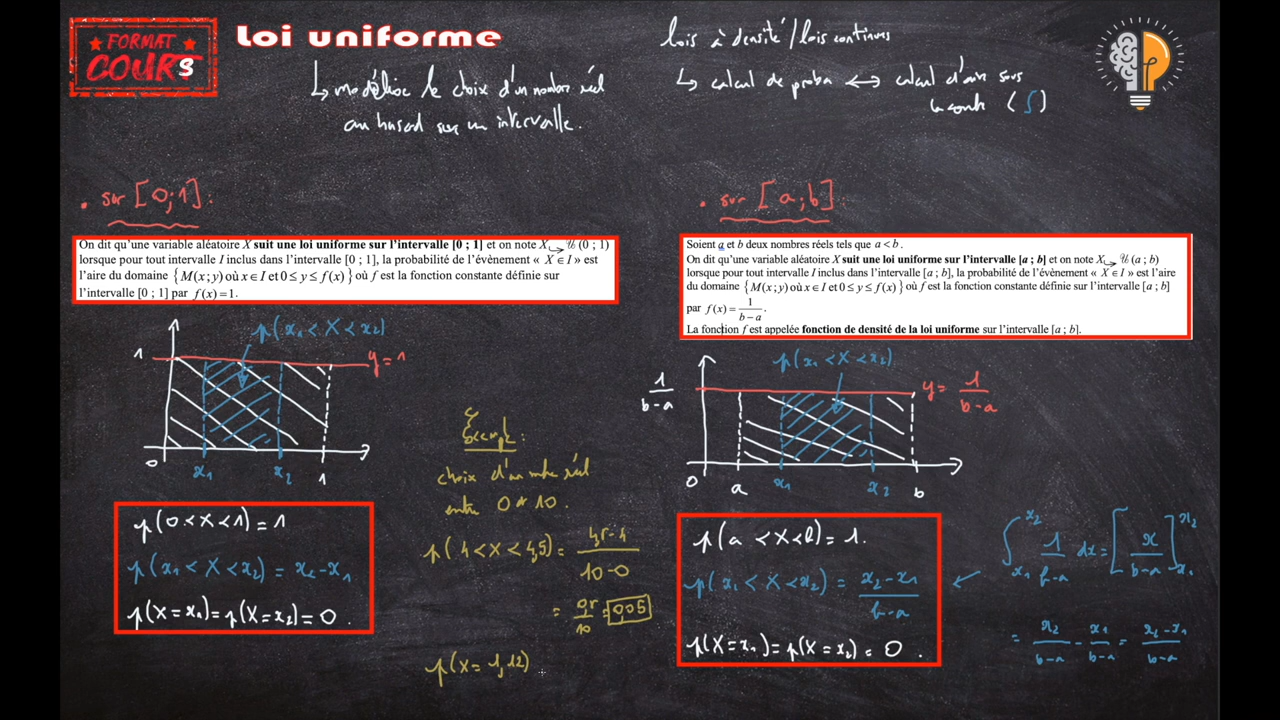 FORMAT
COURS
Loi uniforme
↳ modélise le choix d'un nombre réel
au hasard sur un intervalle.
lois à densité / lois continues
↳ calcul de proba ↔ calcul d'aire sous
la courbe (∫)
• sur [0;1]:
On dit qu'une variable aléatoire X suit une loi uniforme sur l'intervalle [0 ; 1] et on note X ↪ 𝒰(0 ; 1)
lorsque pour tout intervalle I inclus dans l'intervalle [0 ; 1], la probabilité de l'évènement « X ∈ I » est
l'aire du domaine {M(x; y) où x ∈ I et 0 ≤ y ≤ f(x)} où f est la fonction constante définie sur
l'intervalle [0 ; 1] par f(x) = 1.
p(x₁ < X < x₂)
1
y = 1
0 x₁ x₂ 1
p(0 < X < 1) = 1
p(x₁ < X < x₂) = x₂ - x₁
p(X = x₁) = p(X = x₂) = 0.
Exemple:
choix d'un nbre réel
entre 0 et 10.
p(4 < X < 4,5) = 4,5-4 / 10-0
= 0,5/10 = 0,05
p(X = 1,12)
• sur [a;b]:
Soient a et b deux nombres réels tels que a < b.
On dit qu'une variable aléatoire X suit une loi uniforme sur l'intervalle [a ; b] et on note X ↪ 𝒰(a ; b)
lorsque pour tout intervalle I inclus dans l'intervalle [a ; b], la probabilité de l'évènement « X ∈ I » est l'aire
du domaine {M(x; y) où x ∈ I et 0 ≤ y ≤ f(x)} où f est la fonction constante définie sur l'intervalle [a ; b]
par f(x) = 1/(b-a).
La fonction f est appelée fonction de densité de la loi uniforme sur l'intervalle [a ; b].
p(x₁ < X < x₂)
1/(b-a)
y = 1/(b-a)
0 a x₁ x₂ b
p(a < X < b) = 1.
p(x₁ < X < x₂) = (x₂-x₁)/(b-a)
p(X = x₁) = p(X = x₂) = 0.
∫_{x₁}^{x₂} 1/(b-a) dx = [x/(b-a)]_{x₁}^{x₂}
= x₂/(b-a) - x₁/(b-a) = (x₂-x₁)/(b-a)